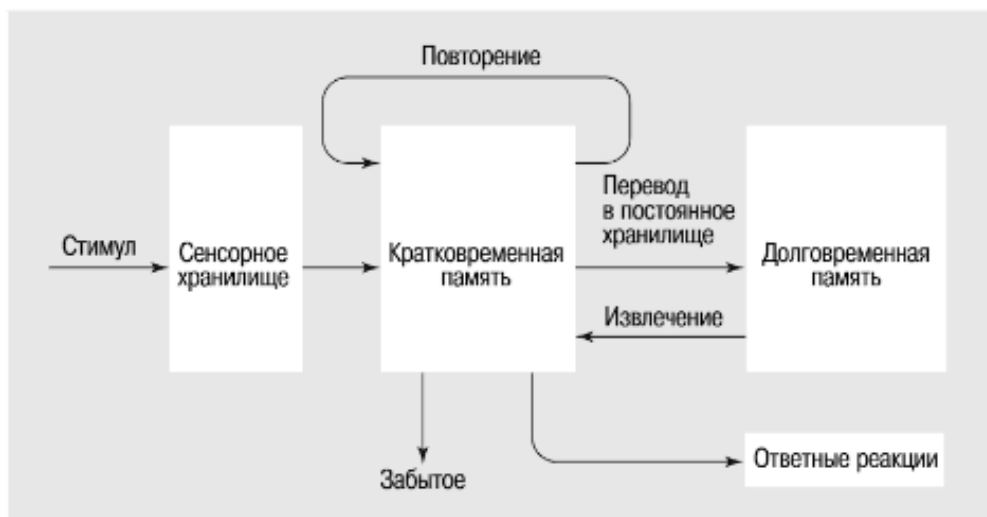 Повторение
Перевод
в постоянное
хранилище
Стимул
Сенсорное
хранилище
Кратковременная
память
Долговременная
память
Извлечение
Забытое
Ответные реакции